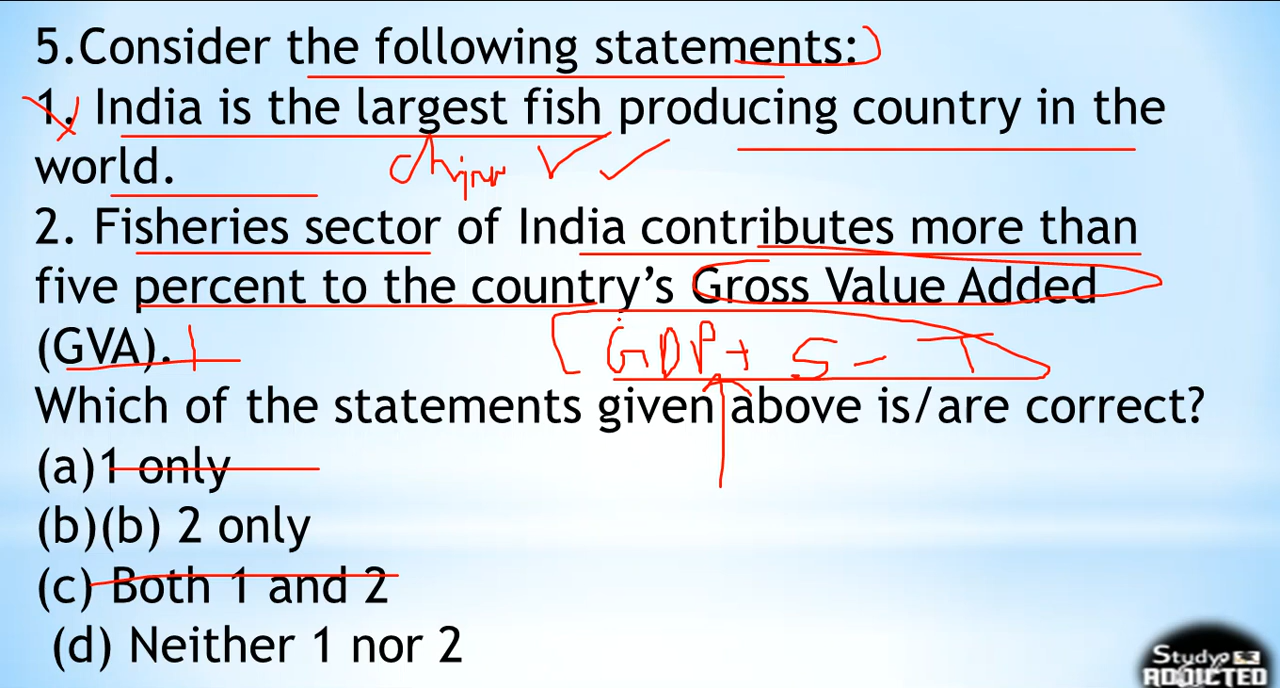 5.Consider the following statements:
1. India is the largest fish producing country in the
world.
China
2. Fisheries sector of India contributes more than
five percent to the country's Gross Value Added
(GVA).
GDP + S - T
Which of the statements given above is/are correct?
(a)1 only
(b)(b) 2 only
(c) Both 1 and 2
(d) Neither 1 nor 2
Study
ADDICTED